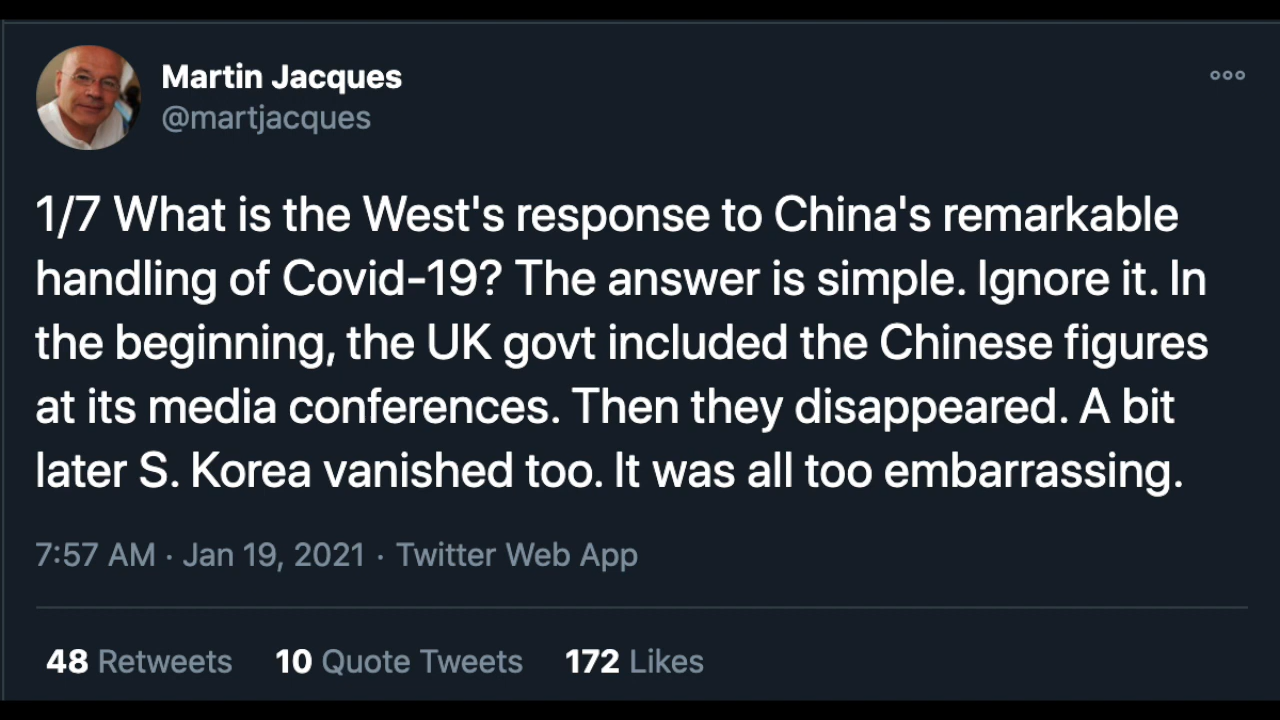 Martin Jacques
@martjacques
1/7 What is the West's response to China's remarkable
handling of Covid-19? The answer is simple. Ignore it. In
the beginning, the UK govt included the Chinese figures
at its media conferences. Then they disappeared. A bit
later S. Korea vanished too. It was all too embarrassing.
7:57 AM · Jan 19, 2021 · Twitter Web App
48 Retweets 10 Quote Tweets 172 Likes